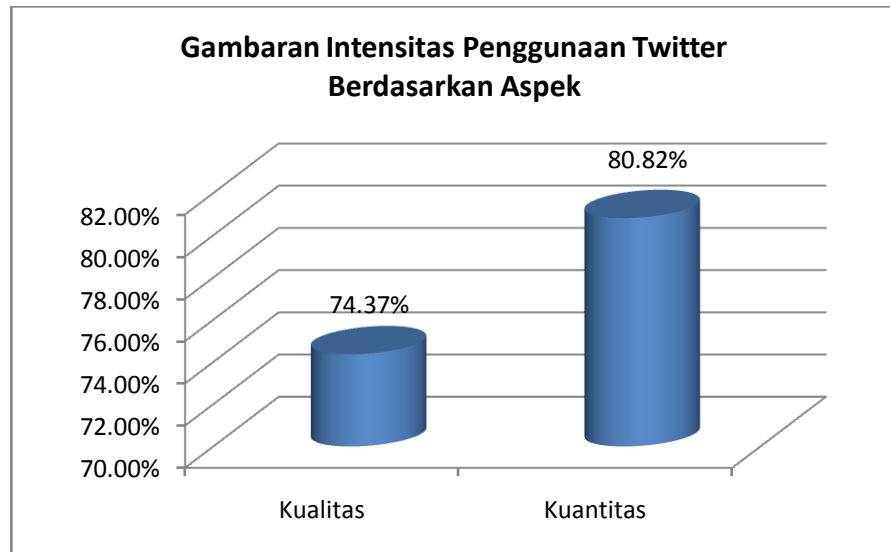 Gambaran Intensitas Penggunaan Twitter
Berdasarkan Aspek
80.82%
82.00%
80.00%
74.37%
78.00%
76.00%
74.00%
72.00%
70.00%
Kualitas
Kuantitas